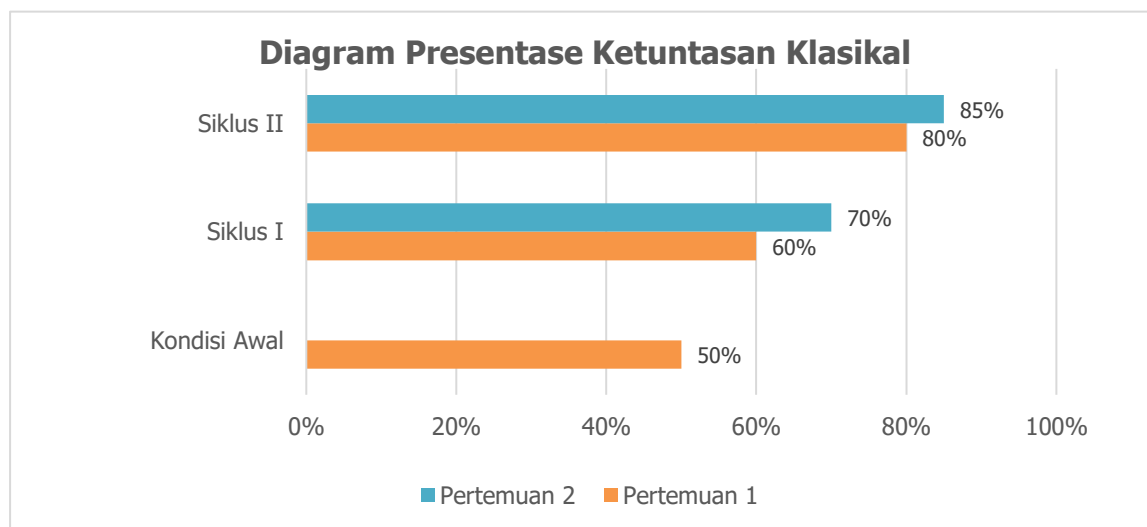 Diagram Presentase Ketuntasan Klasikal
Siklus II
85%
80%
Siklus I
70%
60%
Kondisi Awal
50%
0% 20% 40% 60% 80% 100%
Pertemuan 2 Pertemuan 1